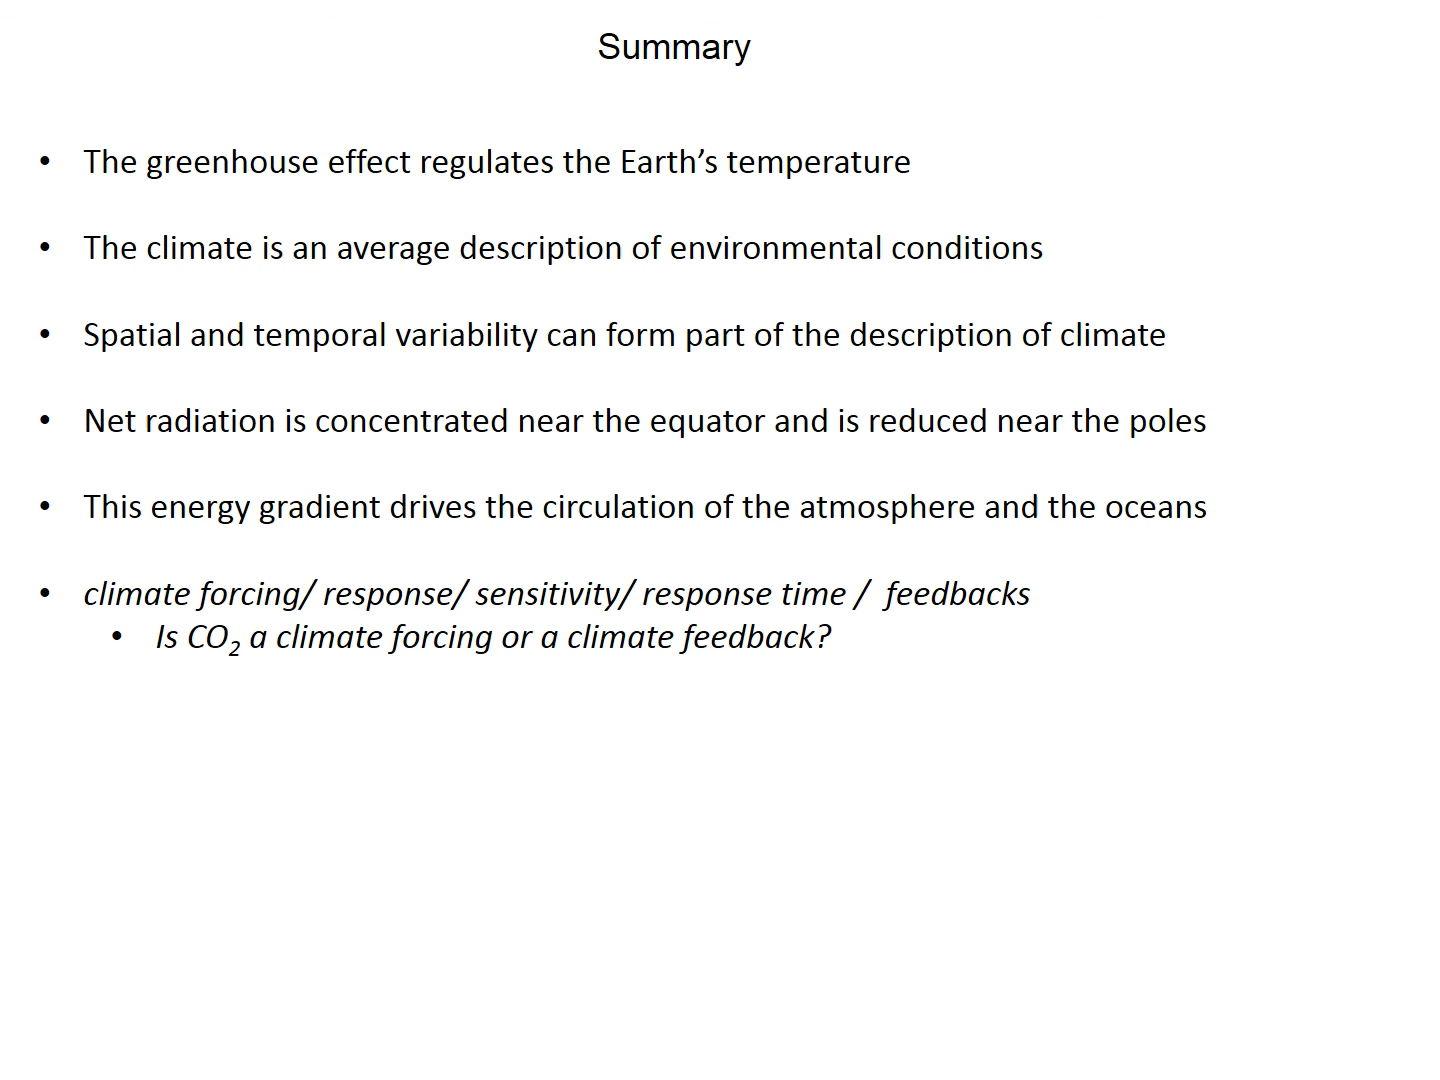 Summary
• The greenhouse effect regulates the Earth’s temperature
• The climate is an average description of environmental conditions
• Spatial and temporal variability can form part of the description of climate
• Net radiation is concentrated near the equator and is reduced near the poles
• This energy gradient drives the circulation of the atmosphere and the oceans
• climate forcing/ response/ sensitivity/ response time / feedbacks
• Is CO₂ a climate forcing or a climate feedback?